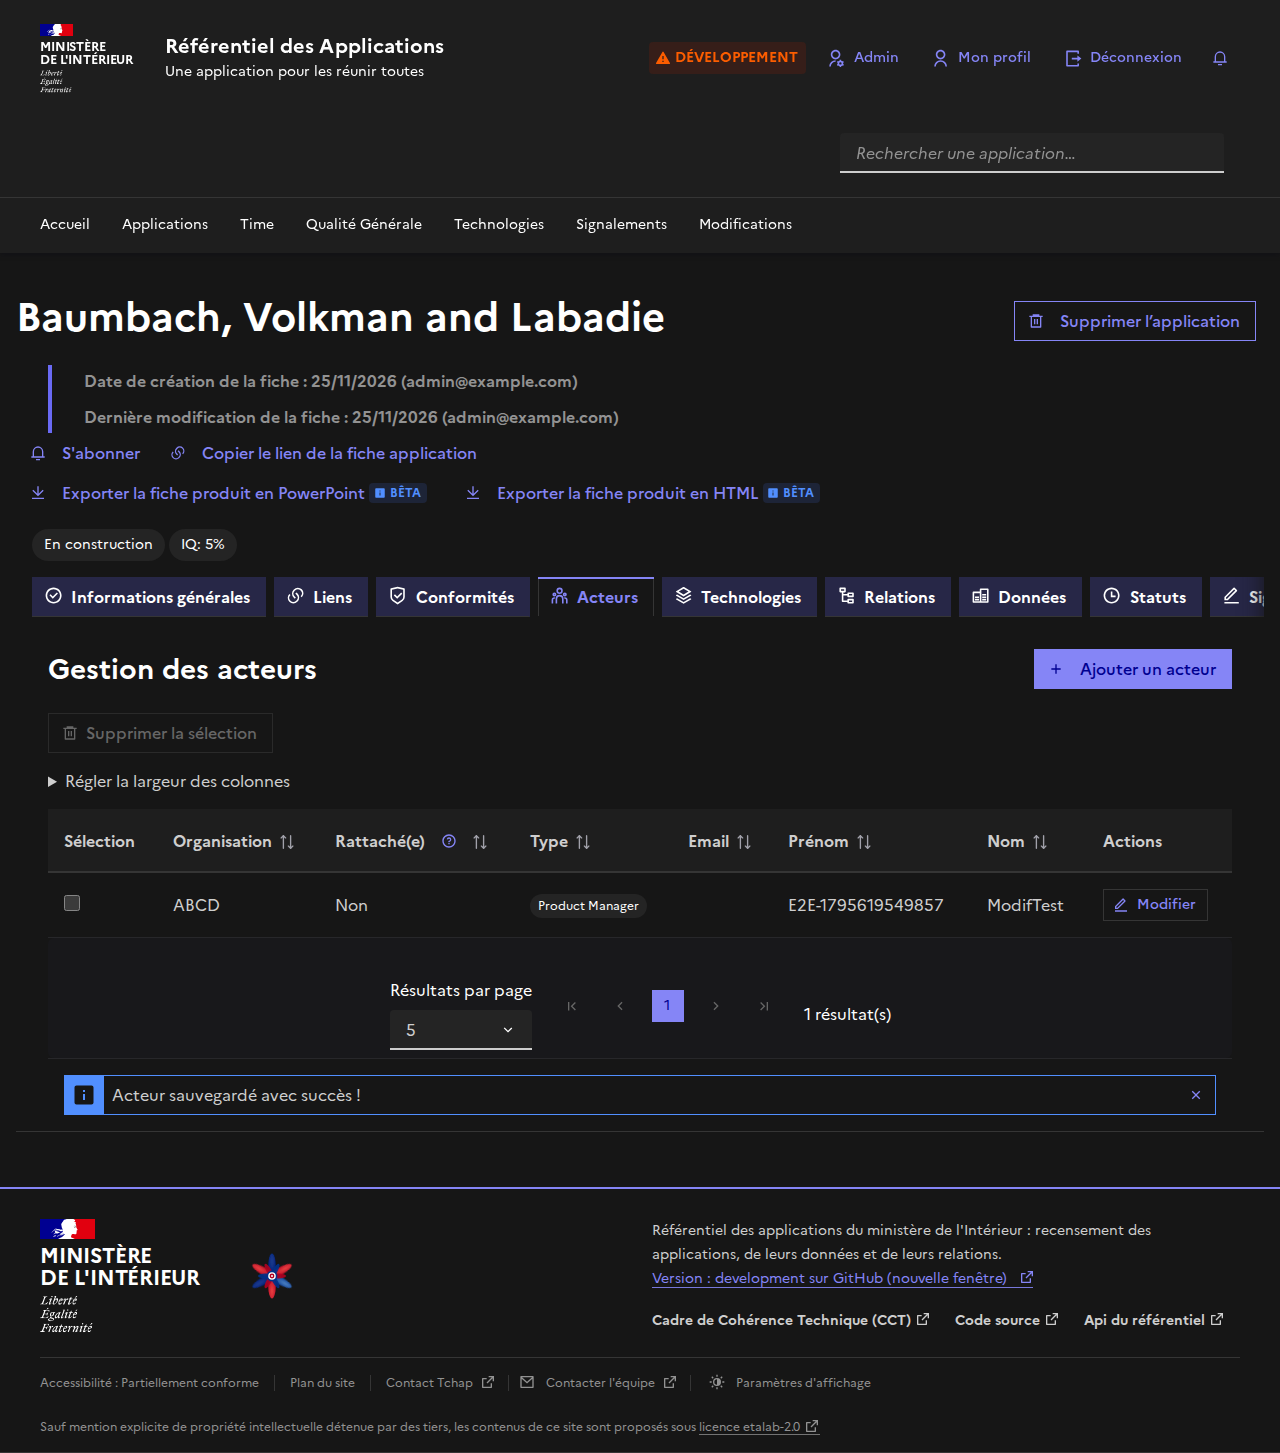 MINISTÈRE
DE L'INTÉRIEUR
Liberté
Égalité
Fraternité
Référentiel des Applications
Une application pour les réunir toutes
DÉVELOPPEMENT
Admin
Mon profil
Déconnexion
Rechercher une application…
Accueil
Applications
Time
Qualité Générale
Technologies
Signalements
Modifications
Baumbach, Volkman and Labadie
Supprimer l’application
Date de création de la fiche : 25/11/2026 (admin@example.com)
Dernière modification de la fiche : 25/11/2026 (admin@example.com)
S'abonner
Copier le lien de la fiche application
Exporter la fiche produit en PowerPoint BÊTA
Exporter la fiche produit en HTML BÊTA
En construction
IQ: 5%
Informations générales
Liens
Conformités
Acteurs
Technologies
Relations
Données
Statuts
Gestion des acteurs
Ajouter un acteur
Supprimer la sélection
Régler la largeur des colonnes
Sélection
Organisation
Rattaché(e)
Type
Email
Prénom
Nom
Actions
ABCD
Non
Product Manager
E2E-1795619549857
ModifTest
Modifier
Résultats par page
5
1
1 résultat(s)
Acteur sauvegardé avec succès !
MINISTÈRE
DE L'INTÉRIEUR
Liberté
Égalité
Fraternité
Référentiel des applications du ministère de l'Intérieur : recensement des
applications, de leurs données et de leurs relations.
Version : development sur GitHub (nouvelle fenêtre)
Cadre de Cohérence Technique (CCT)
Code source
Api du référentiel
Accessibilité : Partiellement conforme
Plan du site
Contact Tchap
Contacter l'équipe
Paramètres d'affichage
Sauf mention explicite de propriété intellectuelle détenue par des tiers, les contenus de ce site sont proposés sous licence etalab-2.0